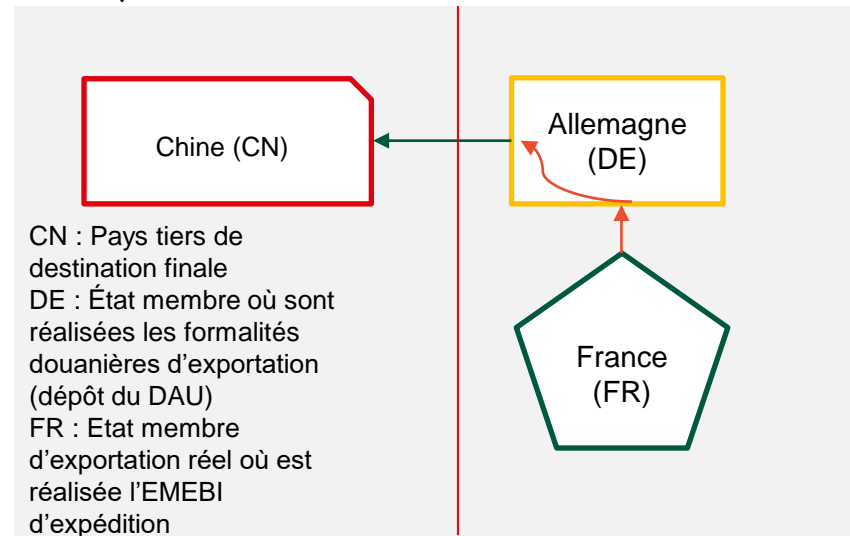 Chine (CN)
Allemagne
(DE)
CN : Pays tiers de
destination finale
DE : État membre où sont
réalisées les formalités
douanières d’exportation
(dépôt du DAU)
FR : Etat membre
d’exportation réel où est
réalisée l’EMEBI
d’expédition
France
(FR)